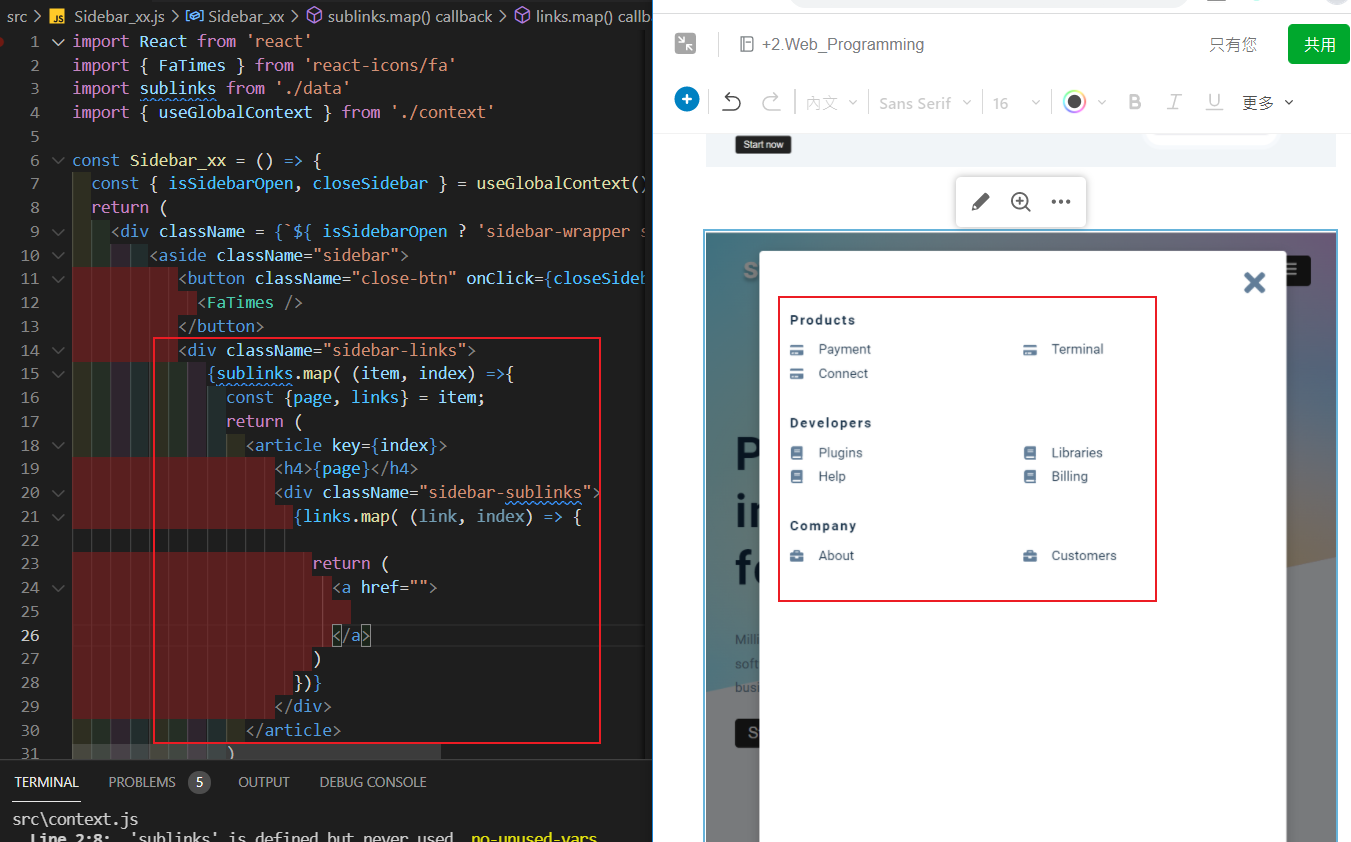 src > JS Sidebar_xx.js > Sidebar_xx > sublinks.map() callback > links.map() callb
1 import React from 'react'
2 import { FaTimes } from 'react-icons/fa'
3 import sublinks from './data'
4 import { useGlobalContext } from './context'
5
6 const Sidebar_xx = () => {
7 const { isSidebarOpen, closeSidebar } = useGlobalContext()
8 return (
9 <div className = {`${ isSidebarOpen ? 'sidebar-wrapper s
10 <aside className="sidebar">
11 <button className="close-btn" onClick={closeSideb
12 <FaTimes />
13 </button>
14 <div className="sidebar-links">
15 {sublinks.map( (item, index) =>{
16 const {page, links} = item;
17 return (
18 <article key={index}>
19 <h4>{page}</h4>
20 <div className="sidebar-sublinks">
21 {links.map( (link, index) => {
22
23 return (
24 <a href="">
25
26 </a>
27 )
28 })}
29 </div>
30 </article>
31 )
TERMINAL PROBLEMS 5 OUTPUT DEBUG CONSOLE
src\context.js
Line 2:8: 'sublinks' is defined but never used no-unused-vars
+2.Web_Programming 只有您 共用
內文 Sans Serif 16 B I U 更多
Start now
S
Products
Payment Terminal
Connect
Developers
Plugins Libraries
Help Billing
Company
About Customers
P
in
fe
Milli
soft
busi
S